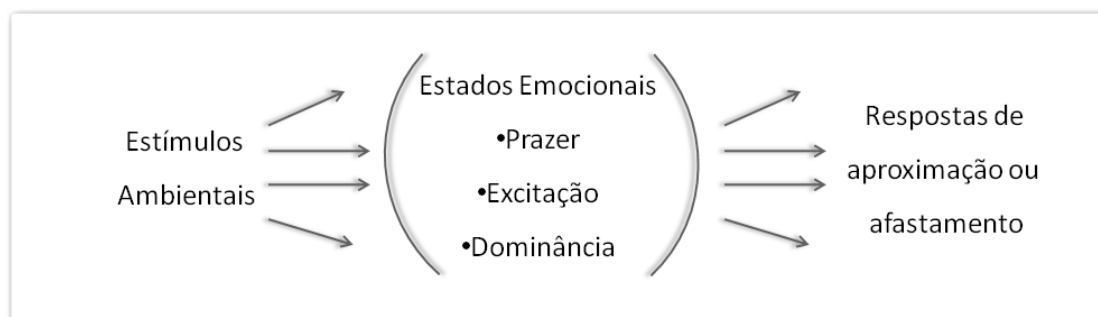 Estímulos
Ambientais
Estados Emocionais
•Prazer
•Excitação
•Dominância
Respostas de
aproximação ou
afastamento